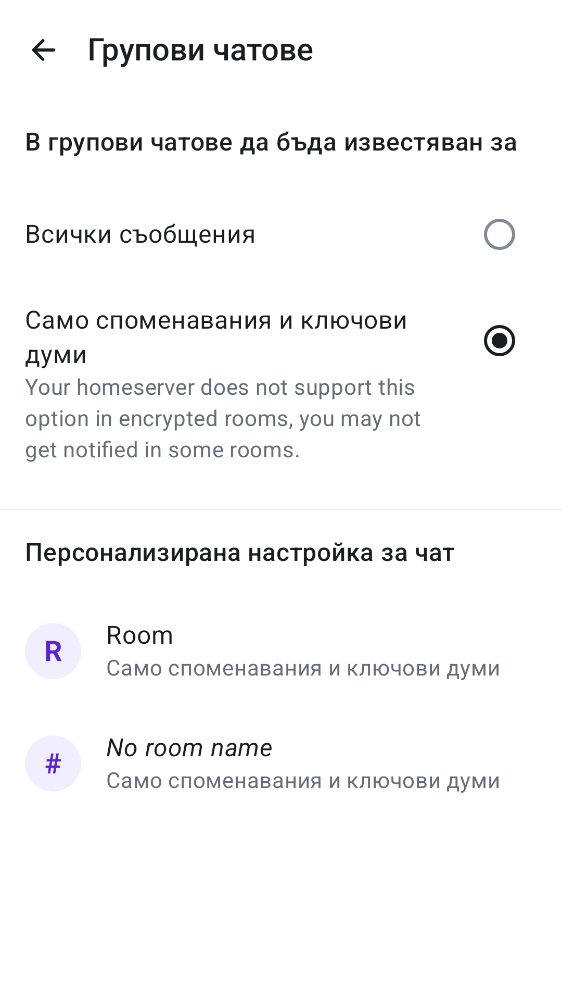 Групови чатове
В групови чатове да бъда известяван за
Всички съобщения
Само споменавания и ключови
думи
Your homeserver does not support this
option in encrypted rooms, you may not
get notified in some rooms.
Персонализирана настройка за чат
R
Room
Само споменавания и ключови думи
#
No room name
Само споменавания и ключови думи